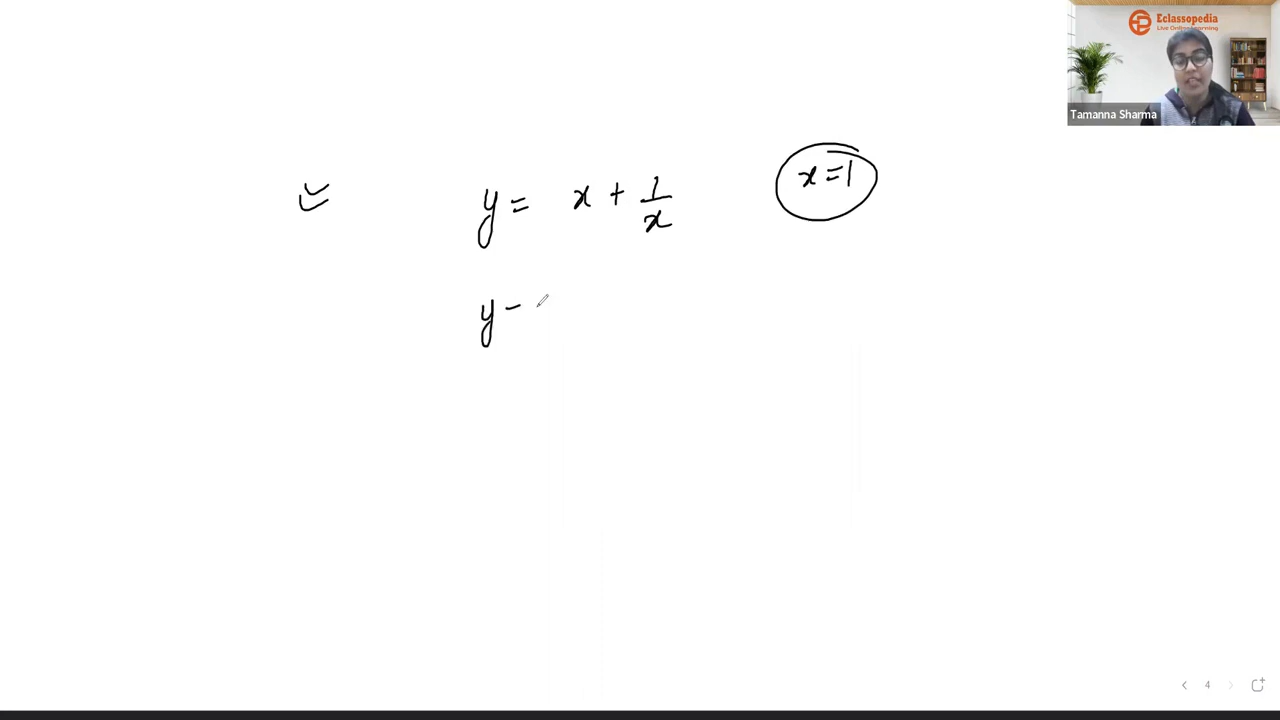 Eclassopedia
Live Online Learning
Tamanna Sharma
y = x + 1/x
x = 1
y -
4